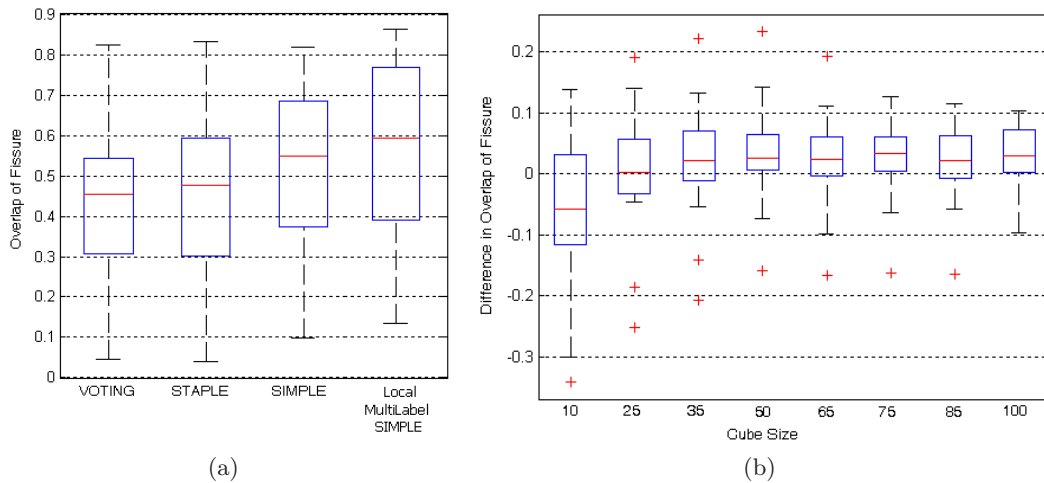 0.9
0.8
0.7
0.6
0.5
0.4
0.3
0.2
0.1
0
Overlap of Fissure
VOTING
STAPLE
SIMPLE
Local
MultiLabel
SIMPLE
(a)
0.2
0.1
0
-0.1
-0.2
-0.3
Difference in Overlap of Fissure
10
25
35
50
65
75
85
100
Cube Size
(b)